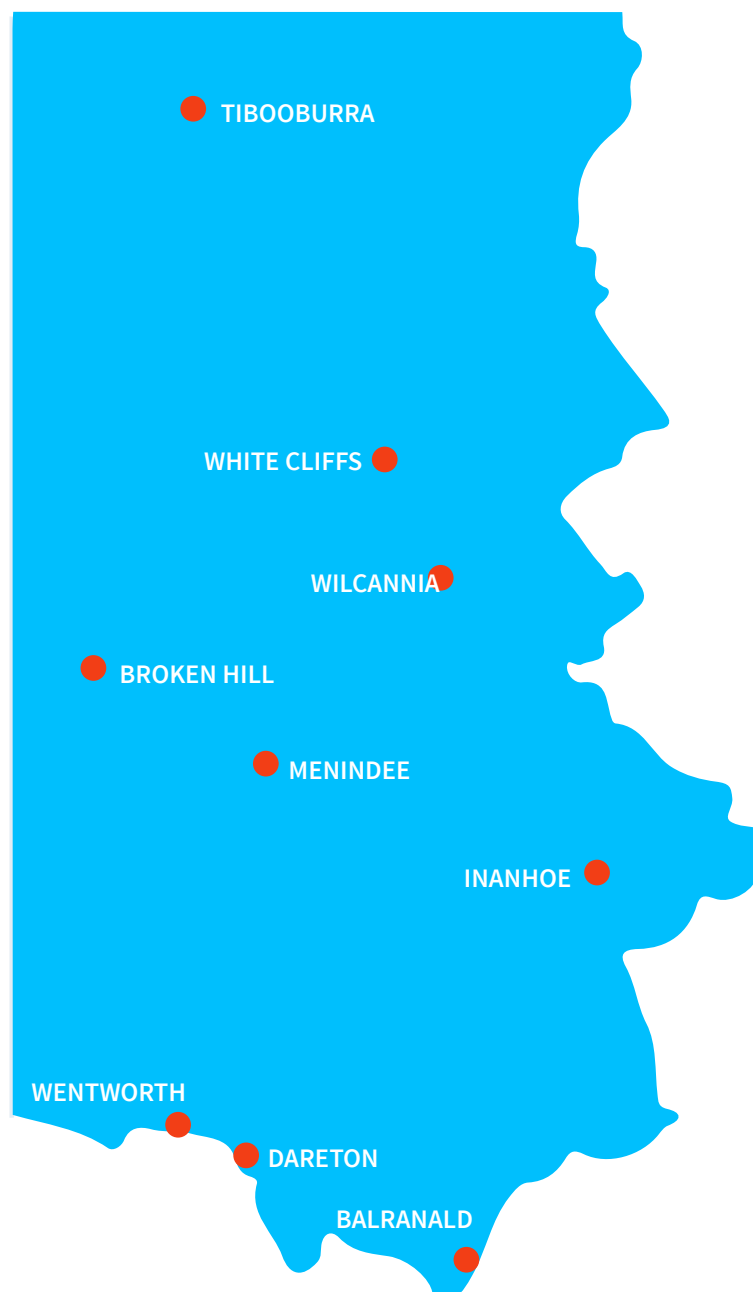 TIBOOBURRA
WHITE CLIFFS
WILCANNIA
BROKEN HILL
MENINDEE
INANHOE
WENTWORTH
DARETON
BALRANALD